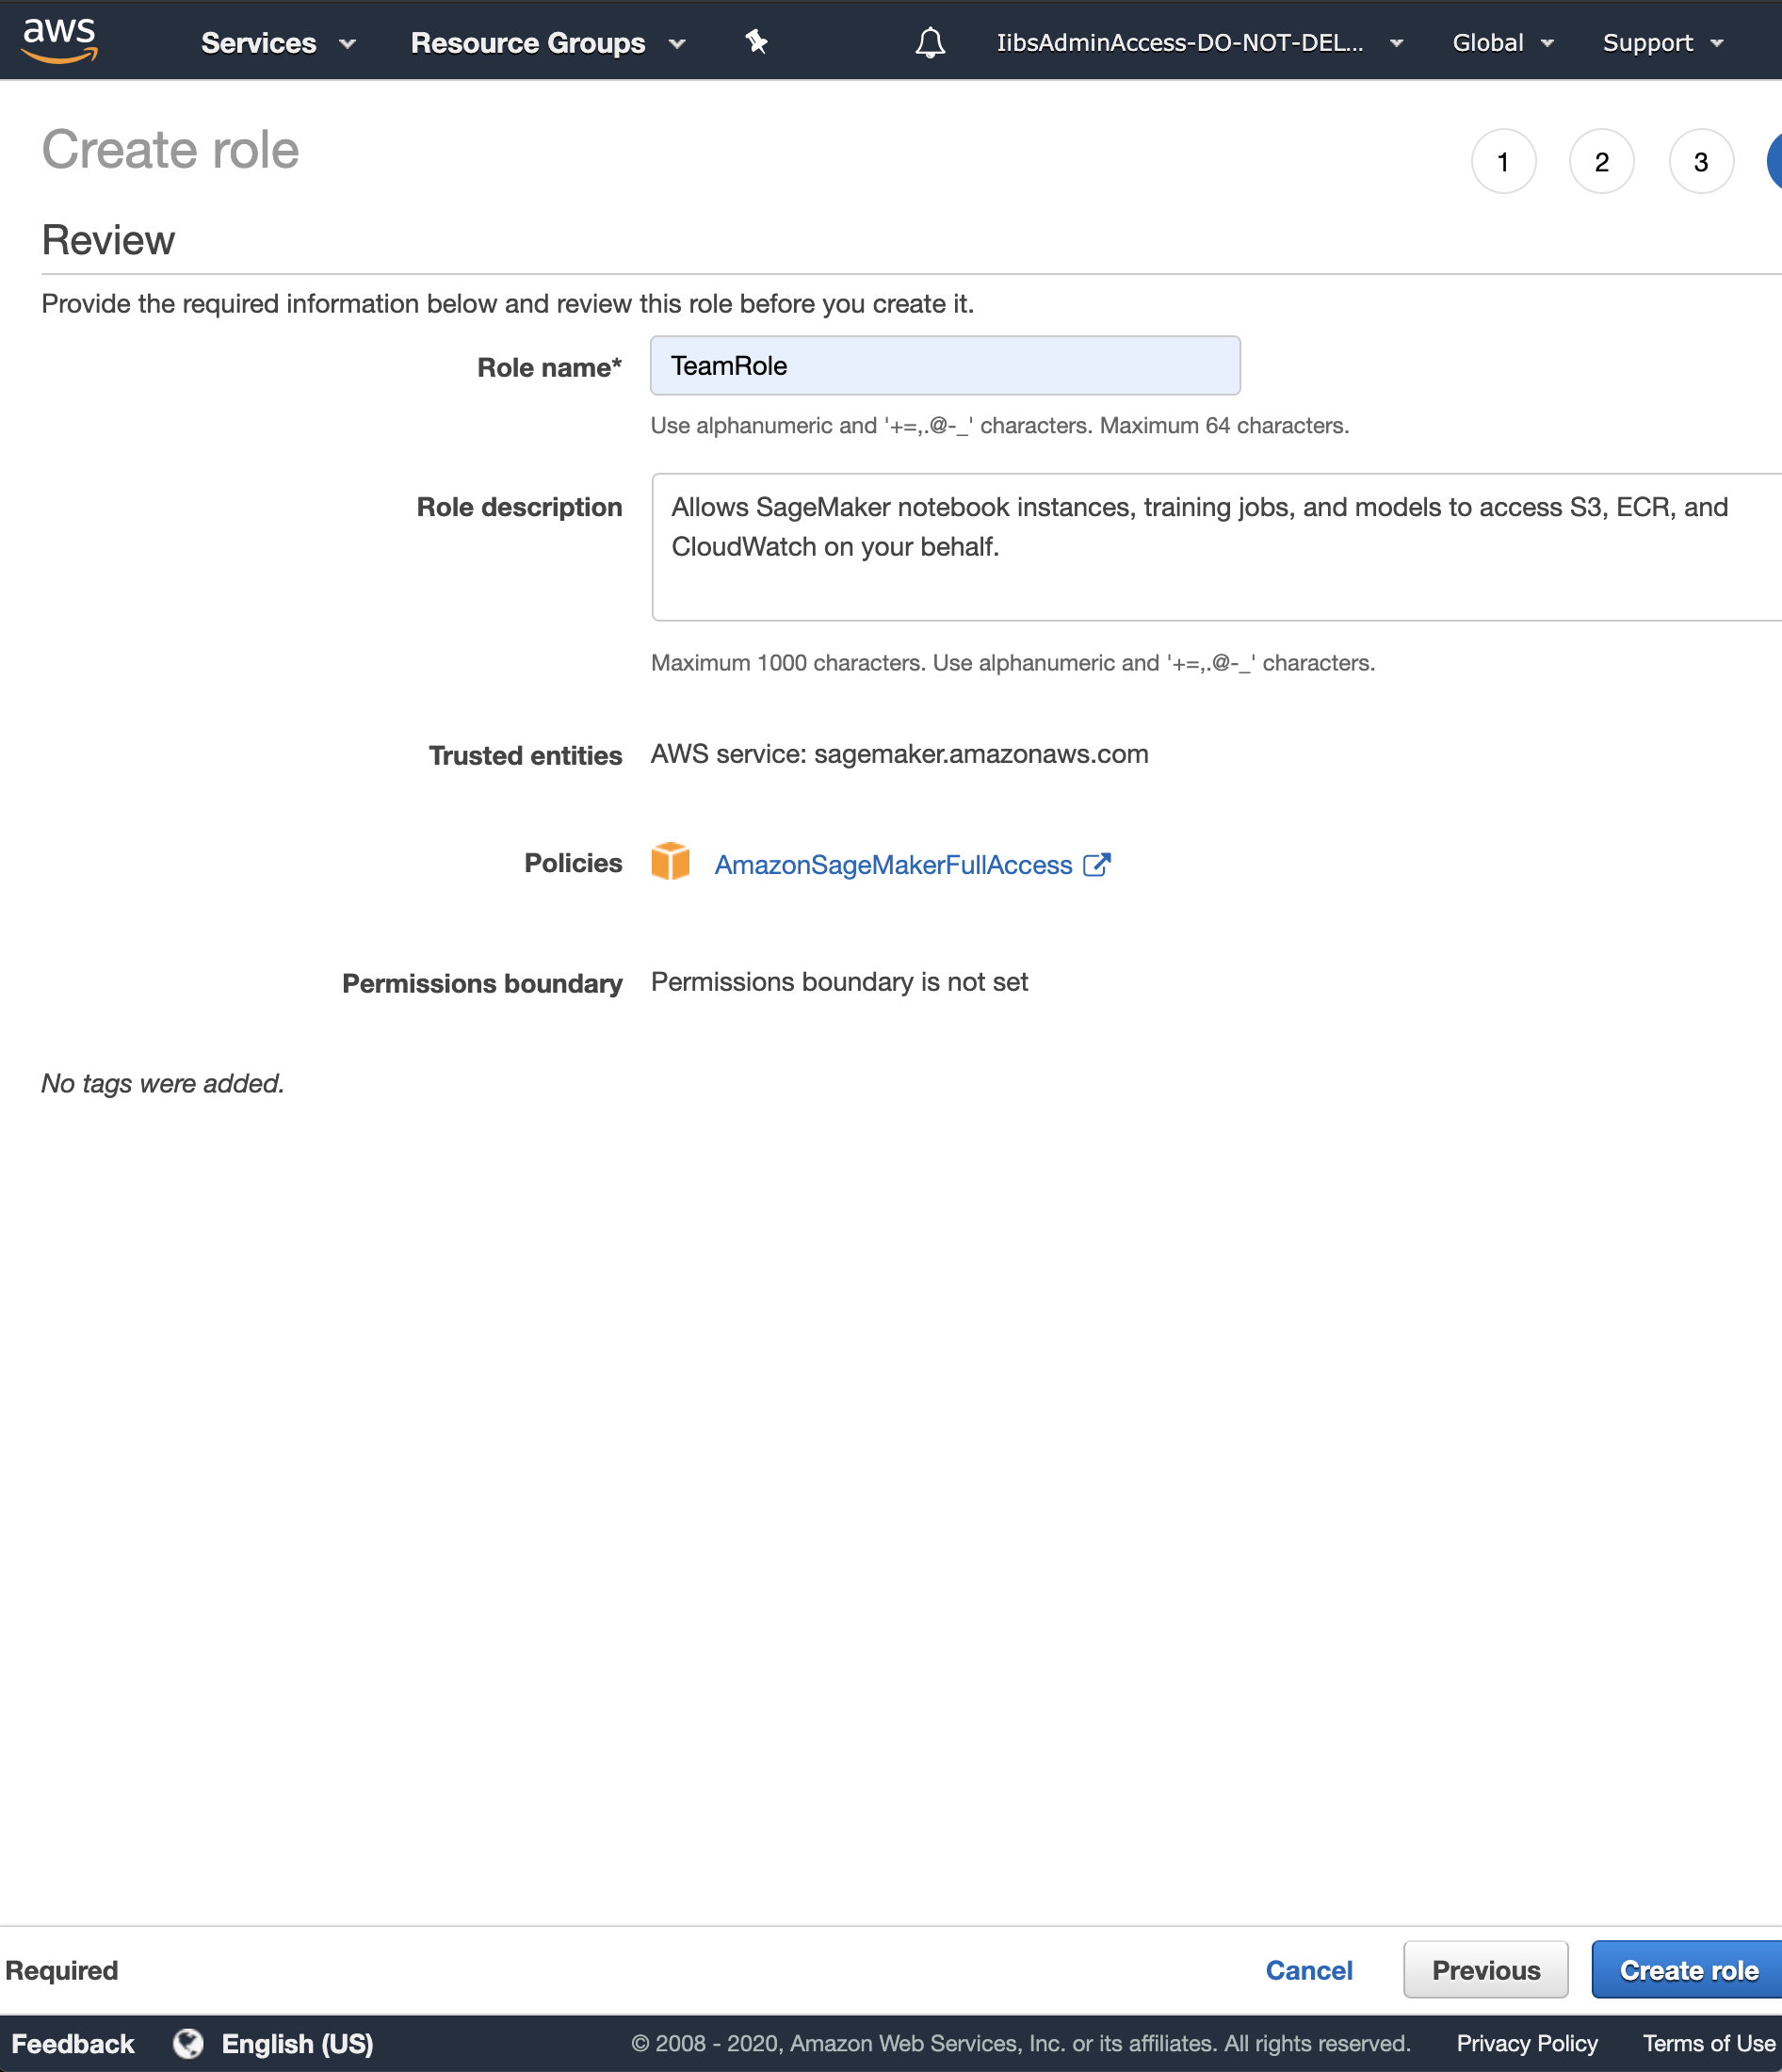 aws Services Resource Groups IibsAdminAccess-DO-NOT-DEL... Global Support
Create role
1 2 3
Review
Provide the required information below and review this role before you create it.
Role name* TeamRole
Use alphanumeric and '+=,.@-_' characters. Maximum 64 characters.
Role description Allows SageMaker notebook instances, training jobs, and models to access S3, ECR, and
CloudWatch on your behalf.
Maximum 1000 characters. Use alphanumeric and '+=,.@-_' characters.
Trusted entities AWS service: sagemaker.amazonaws.com
Policies AmazonSageMakerFullAccess
Permissions boundary Permissions boundary is not set
No tags were added.
Required Cancel Previous Create role
Feedback English (US) © 2008 - 2020, Amazon Web Services, Inc. or its affiliates. All rights reserved. Privacy Policy Terms of Use